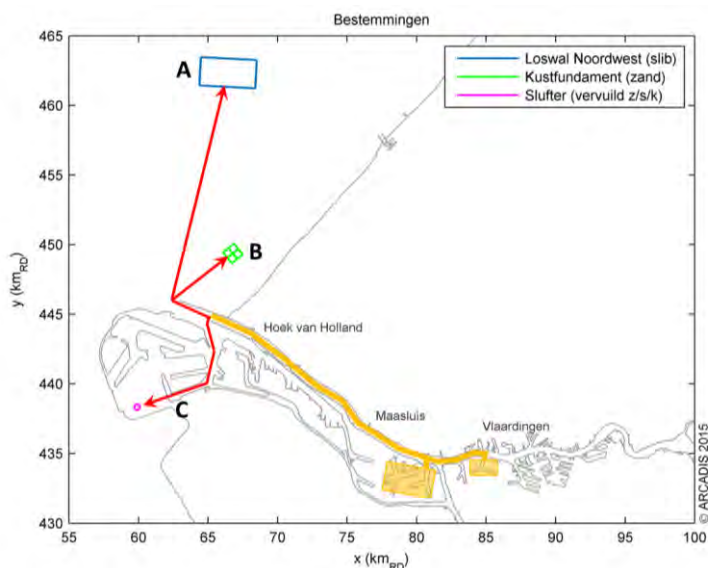 Bestemmingen
465
460
455
450
445
440
435
430
y (km_RD)
A
B
C
Loswal Noordwest (slib)
Kustfundament (zand)
Slufter (vervuild z/s/k)
Hoek van Holland
Maasluis
Vlaardingen
55 60 65 70 75 80 85 90 95 100
x (km_RD)
© ARCADIS 2015